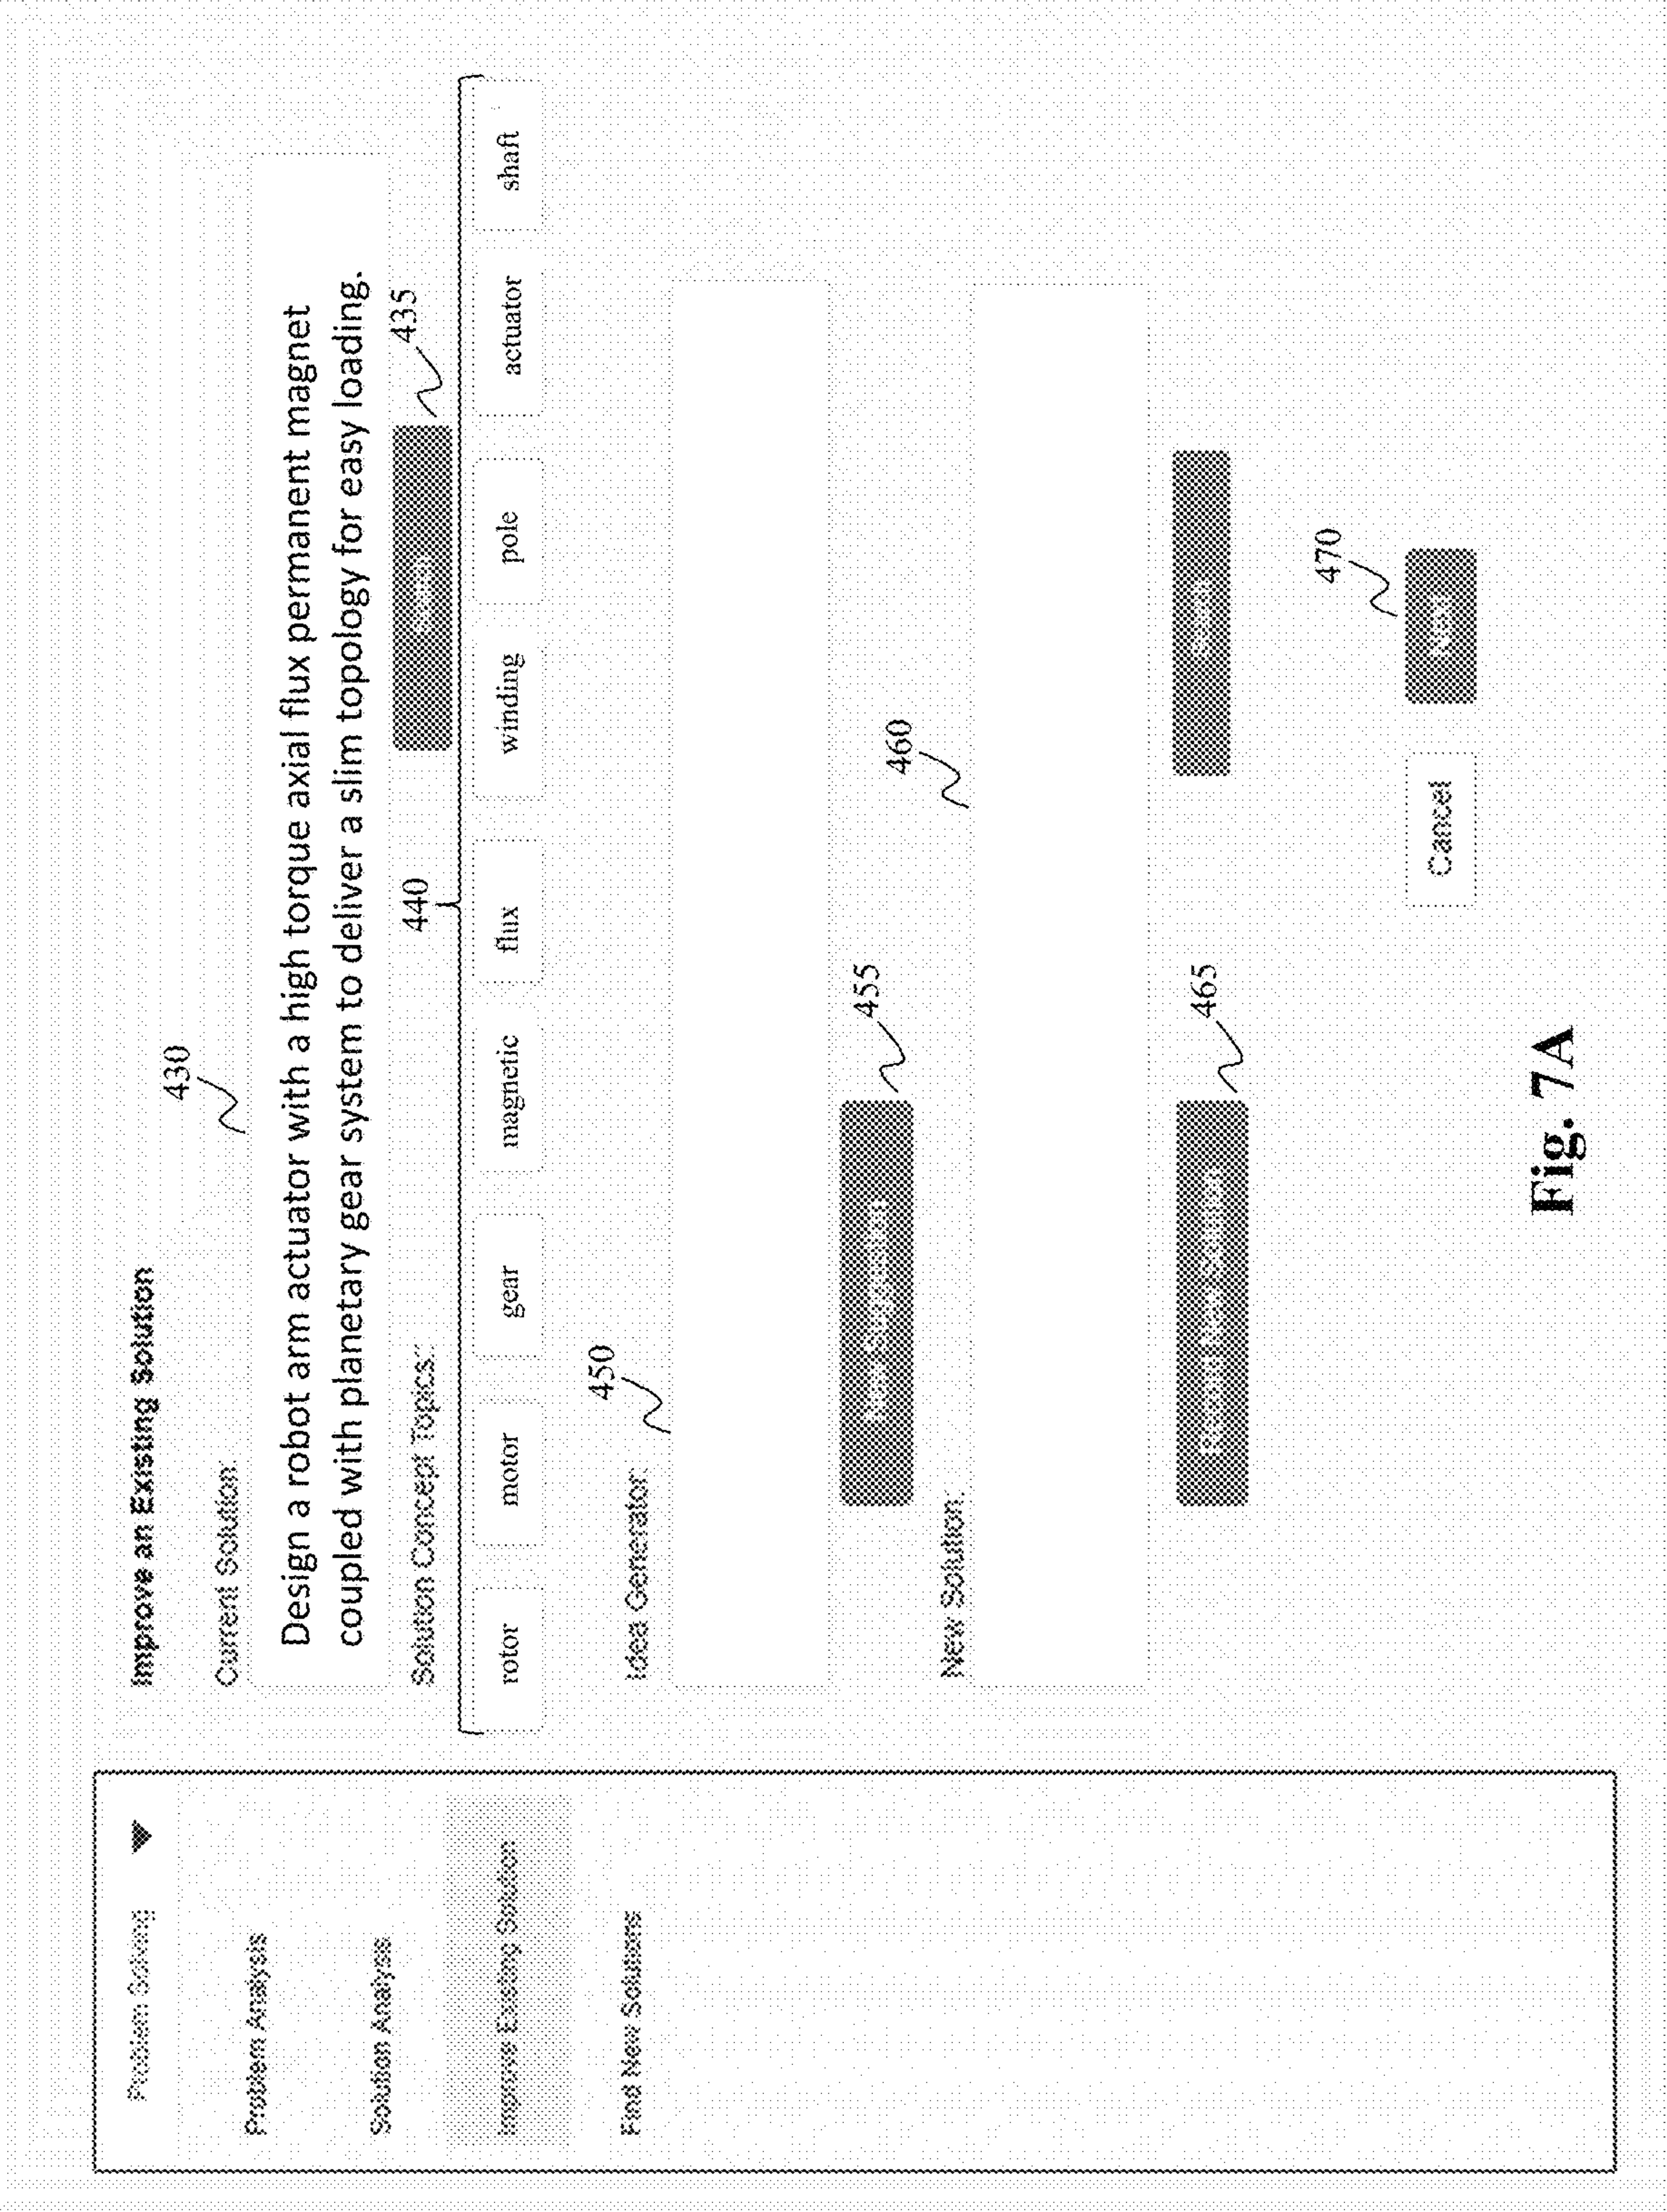 Problem Solving
Problem Analysis
Solution Analysis
Improve Existing Solution
Find New Solutions
Improve an Existing Solution
430
Current Solution:
Design a robot arm actuator with a high torque axial flux permanent magnet
coupled with planetary gear system to deliver a slim topology for easy loading.
435
Solution Concept Topics::
440
rotor motor gear magnetic flux winding pole actuator shaft
450
Idea Generator:
455
460
New Solution:
465
470
Cancel Next
Fig. 7A